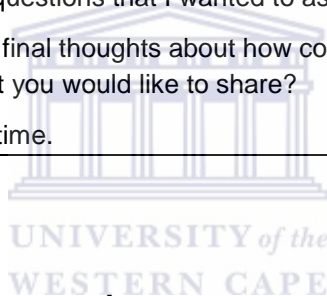 questions that I wanted to as
final thoughts about how co
t you would like to share?
time.
UNIVERSITY of the
WESTERN CAPE